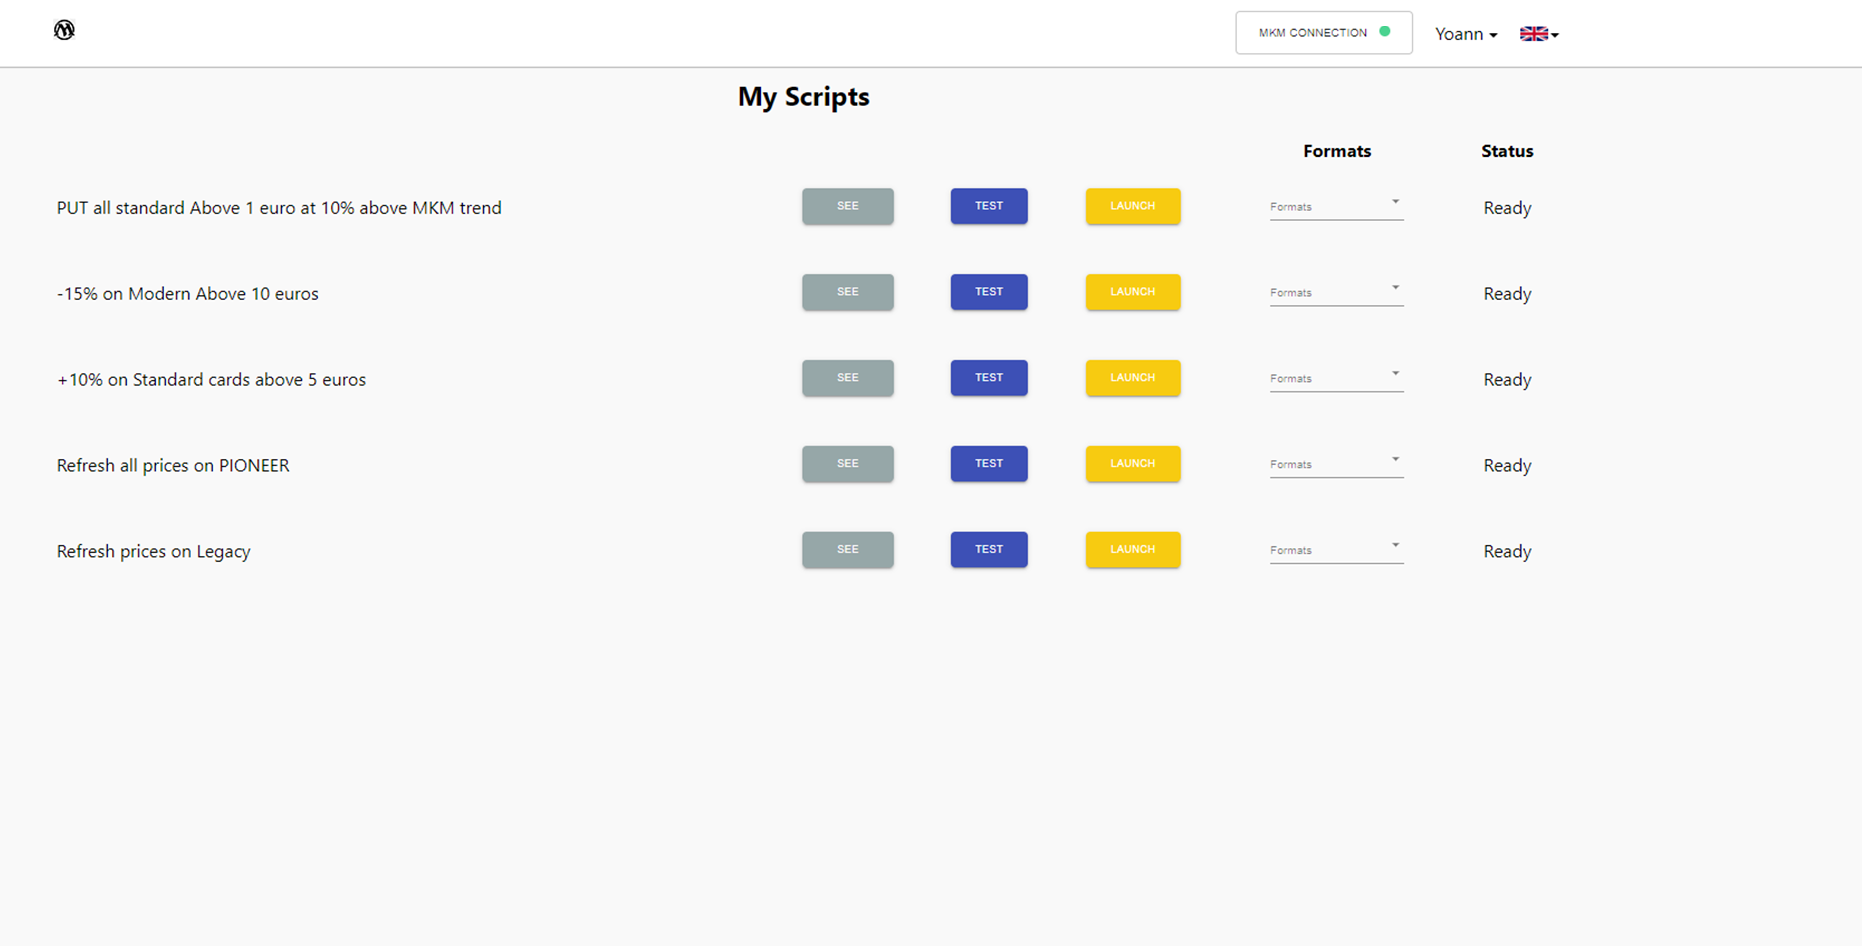 MKM CONNECTION Yoann
My Scripts
Formats Status
PUT all standard Above 1 euro at 10% above MKM trend SEE TEST LAUNCH Formats Ready
-15% on Modern Above 10 euros SEE TEST LAUNCH Formats Ready
+10% on Standard cards above 5 euros SEE TEST LAUNCH Formats Ready
Refresh all prices on PIONEER SEE TEST LAUNCH Formats Ready
Refresh prices on Legacy SEE TEST LAUNCH Formats Ready